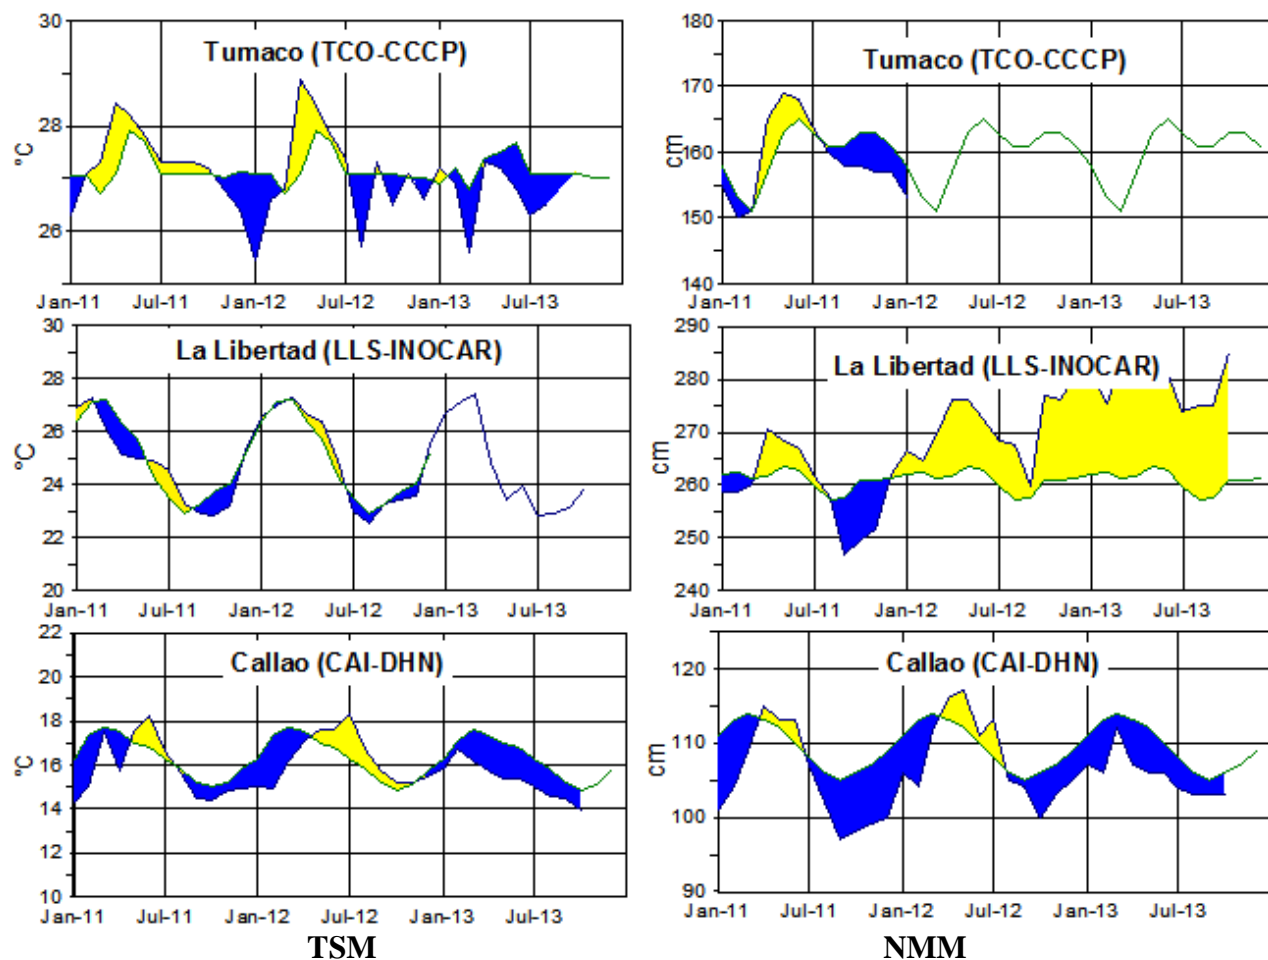 30
28
26
°C
Tumaco (TCO-CCCP)
Jan-11 Jul-11 Jan-12 Jul-12 Jan-13 Jul-13
180
170
160
150
140
cm
Tumaco (TCO-CCCP)
Jan-11 Jul-11 Jan-12 Jul-12 Jan-13 Jul-13
30
28
26
24
22
20
°C
La Libertad (LLS-INOCAR)
Jan-11 Jul-11 Jan-12 Jul-12 Jan-13 Jul-13
290
280
270
260
250
240
cm
La Libertad (LLS-INOCAR)
Jan-11 Jul-11 Jan-12 Jul-12 Jan-13 Jul-13
22
20
18
16
14
12
10
°C
Callao (CAI-DHN)
Jan-11 Jul-11 Jan-12 Jul-12 Jan-13 Jul-13
120
110
100
90
cm
Callao (CAI-DHN)
Jan-11 Jul-11 Jan-12 Jul-12 Jan-13 Jul-13
TSM
NMM